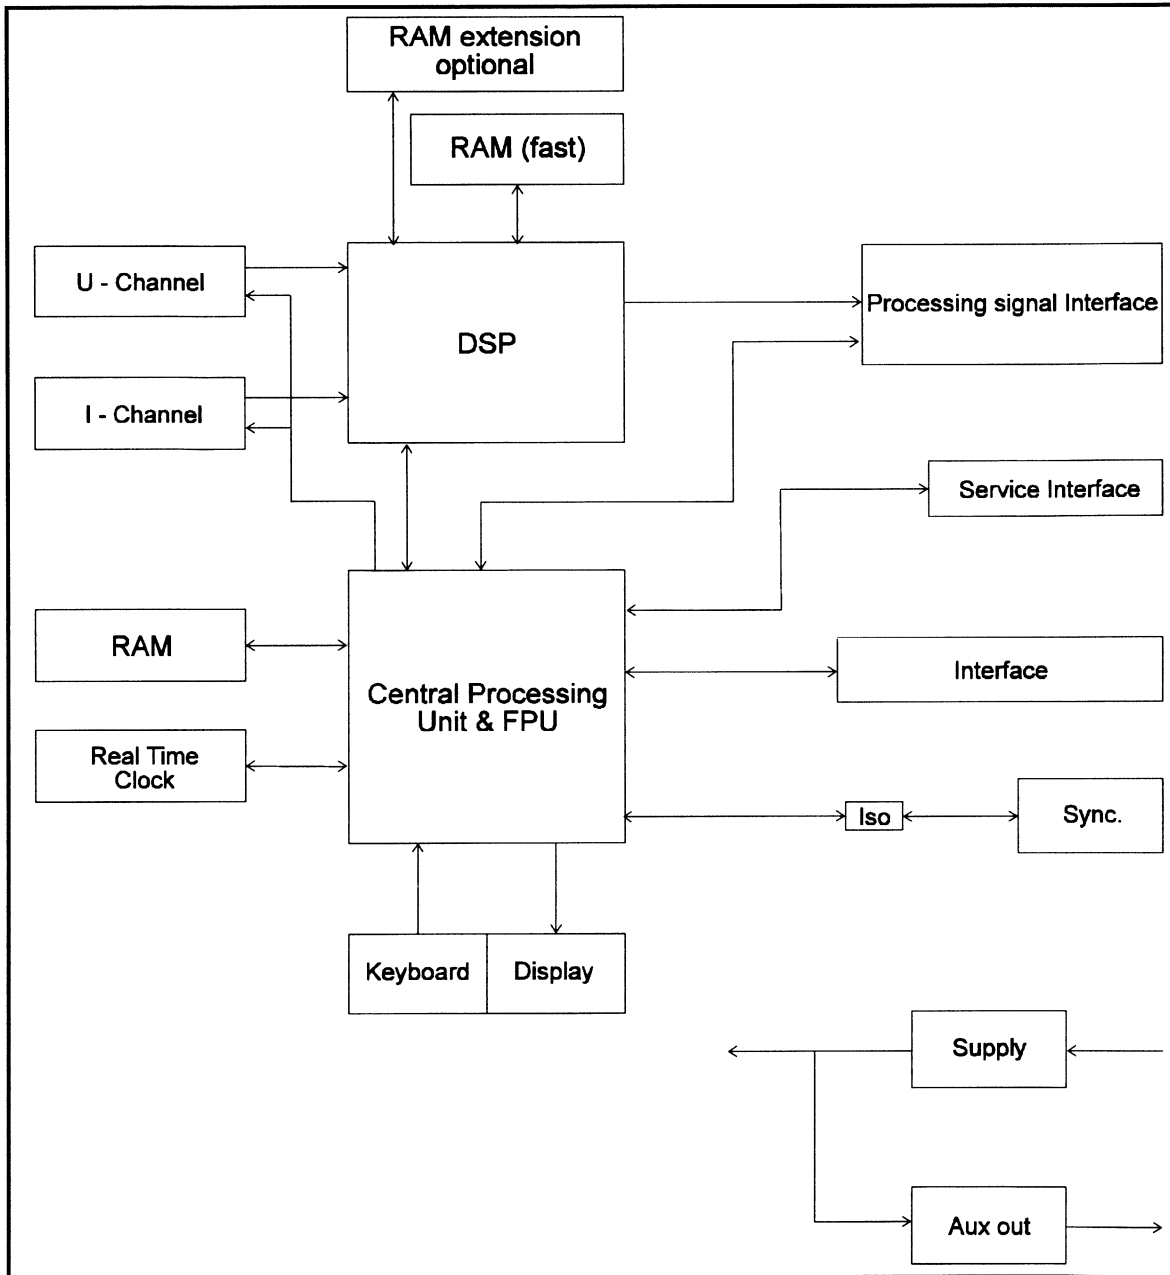 RAM extension
optional
RAM (fast)
U - Channel
DSP
Processing signal Interface
I - Channel
Service Interface
RAM
Central Processing
Unit & FPU
Interface
Real Time
Clock
Iso
Sync.
Keyboard
Display
Supply
Aux out